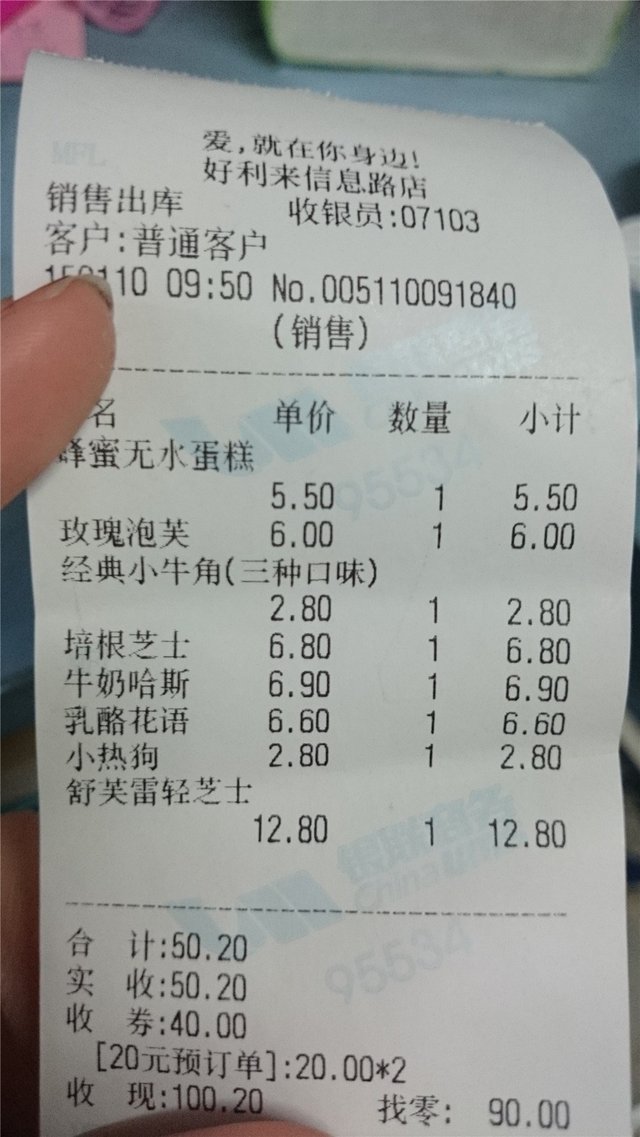 爱,就在你身边!
好利来信息路店
销售出库 收银员:07103
客户:普通客户
09:50 No.005110091840
(销售)
名 单价 数量 小计
蜂蜜无水蛋糕
5.50 1 5.50
玫瑰泡芙 6.00 1 6.00
经典小牛角(三种口味)
2.80 1 2.80
培根芝士 6.80 1 6.80
牛奶哈斯 6.90 1 6.90
乳酪花语 6.60 1 6.60
小热狗 2.80 1 2.80
舒芙雷轻芝士
12.80 1 12.80
银联商务
China
95534
合 计:50.20
实 收:50.20
收 券:40.00
[20元预订单]:20.00*2
收 现:100.20 找零: 90.00